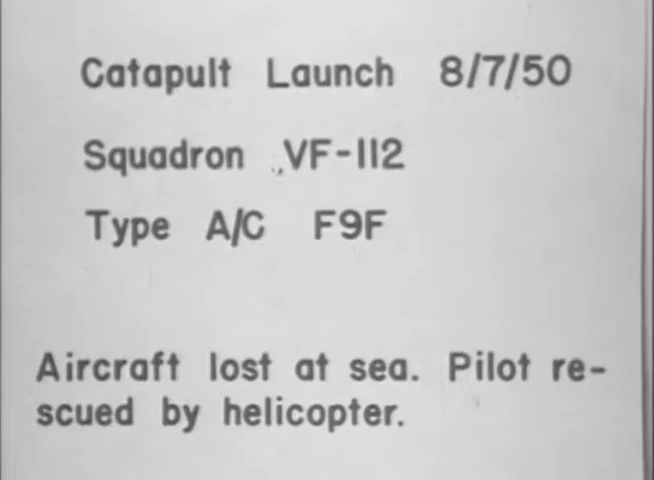 Catapult Launch 8/7/50
Squadron VF-112
Type A/C F9F
Aircraft lost at sea. Pilot re-
scued by helicopter.